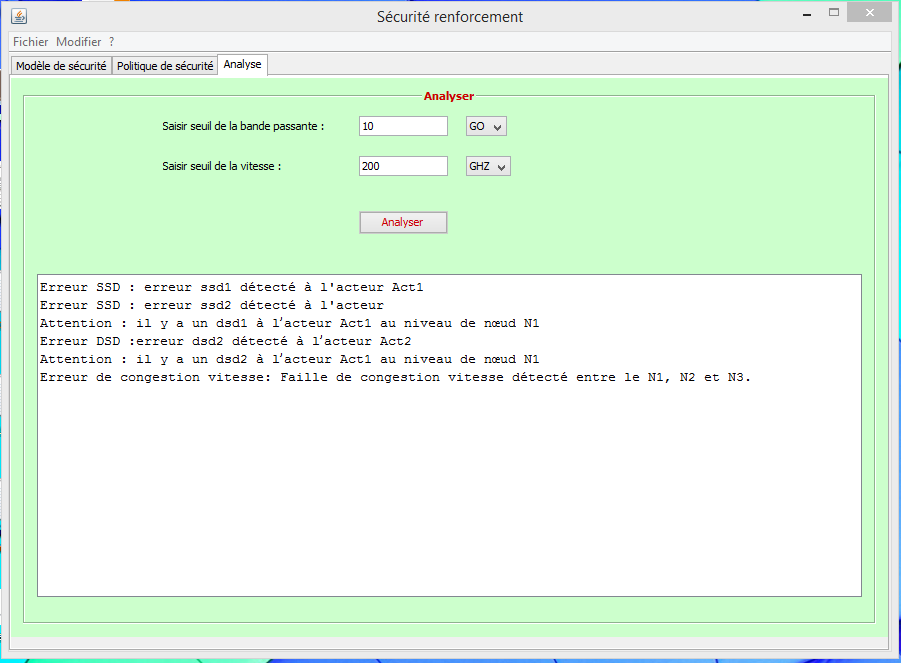 Sécurité renforcement
Fichier Modifier ?
Modèle de sécurité Politique de sécurité Analyse
Analyser
Saisir seuil de la bande passante : 10 GO
Saisir seuil de la vitesse : 200 GHZ
Analyser
Erreur SSD : erreur ssd1 détecté à l'acteur Act1
Erreur SSD : erreur ssd2 détecté à l'acteur
Attention : il y a un dsd1 à l’acteur Act1 au niveau de nœud N1
Erreur DSD :erreur dsd2 détecté à l’acteur Act2
Attention : il y a un dsd2 à l’acteur Act1 au niveau de nœud N1
Erreur de congestion vitesse: Faille de congestion vitesse détecté entre le N1, N2 et N3.